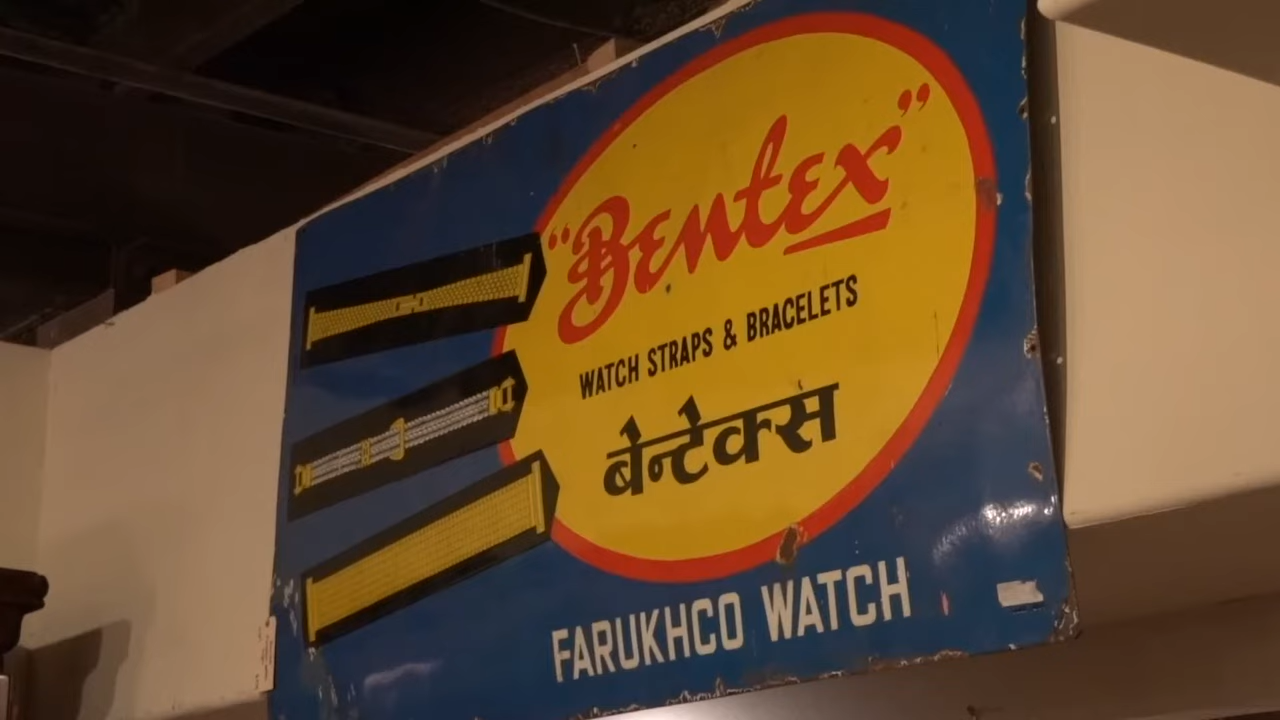 “Bentex”
WATCH STRAPS & BRACELETS
बेन्टेक्स
FARUKHCO WATCH